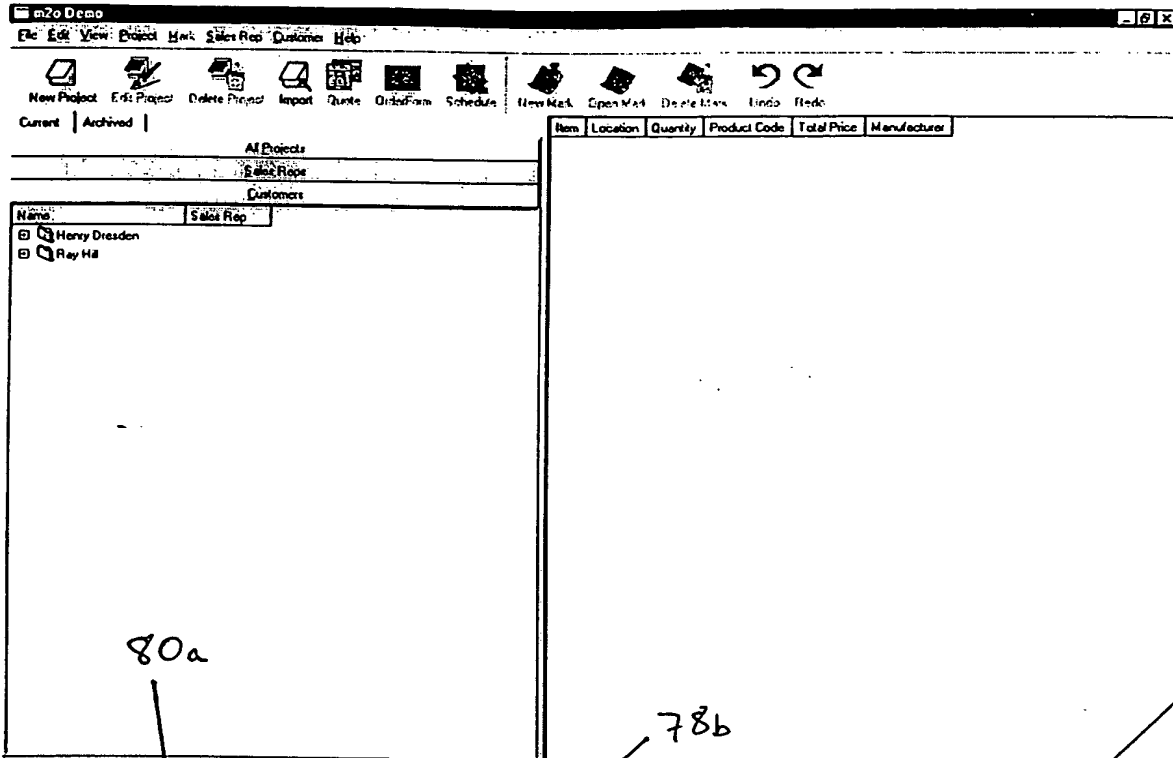 m2o Demo
File Edit View Project Mark Sales Rep Customer Help
New Project Edit Project Delete Project Import Quote OrderForm Schedule New Mark Open Mark Delete Mark Undo Redo
Current Archived
Item Location Quantity Product Code Total Price Manufacturer
All Projects
Sales Reps
Customers
Name Sales Rep
Henry Dresden
Ray Hill
80a
78b